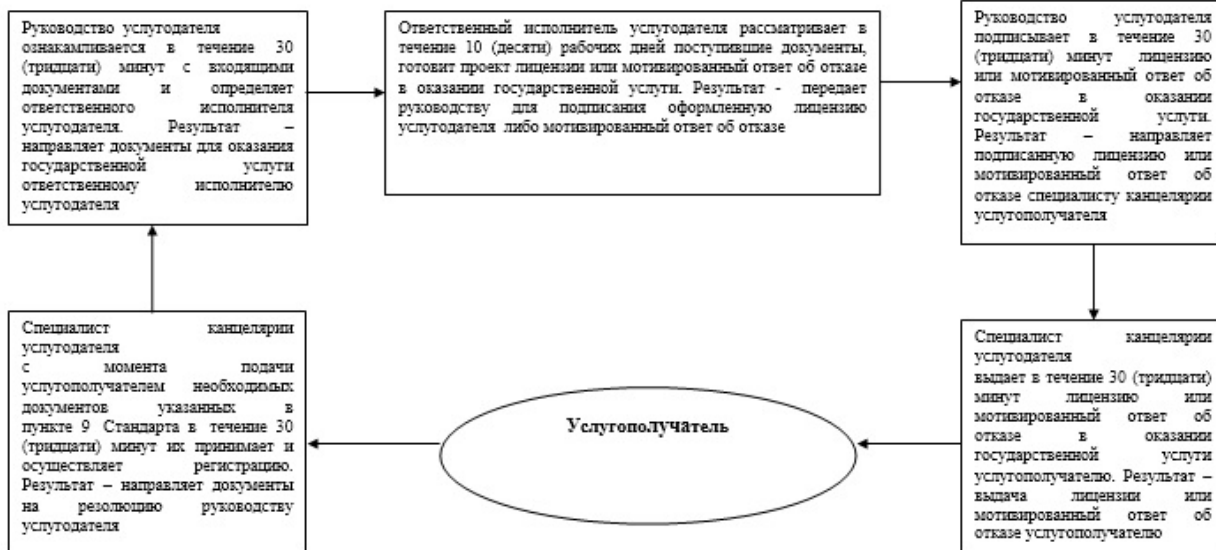 Руководство услугодателя
ознакамливается в течение 30
(тридцати) минут с входящими
документами и определяет
ответственного исполнителя
услугодателя. Результат –
направляет документы для оказания
государственной услуги
ответственному исполнителю
услугодателя
Ответственный исполнитель услугодателя рассматривает в
течение 10 (десяти) рабочих дней поступившие документы,
готовит проект лицензии или мотивированный ответ об отказе
в оказании государственной услуги. Результат - передает
руководству для подписания оформленную лицензию
услугодателя либо мотивированный ответ об отказе
Руководство услугодателя
подписывает в течение 30
(тридцати) минут лицензию
или мотивированный ответ об
отказе в оказании
государственной услуги.
Результат – направляет
подписанную лицензию или
мотивированный ответ об
отказе специалисту канцелярии
услугополучателя
Специалист канцелярии
услугодателя
с момента подачи
услугополучателем необходимых
документов указанных в
пункте 9 Стандарта в течение 30
(тридцати) минут их принимает и
осуществляет регистрацию.
Результат – направляет документы
на резолюцию руководству
услугодателя
Услугополучатель
Специалист канцелярии
услугодателя
выдает в течение 30 (тридцати)
минут лицензию или
мотивированный ответ об
отказе в оказании
государственной услуги
услугополучателю. Результат –
выдача лицензии или
мотивированный ответ об
отказе услугополучателю